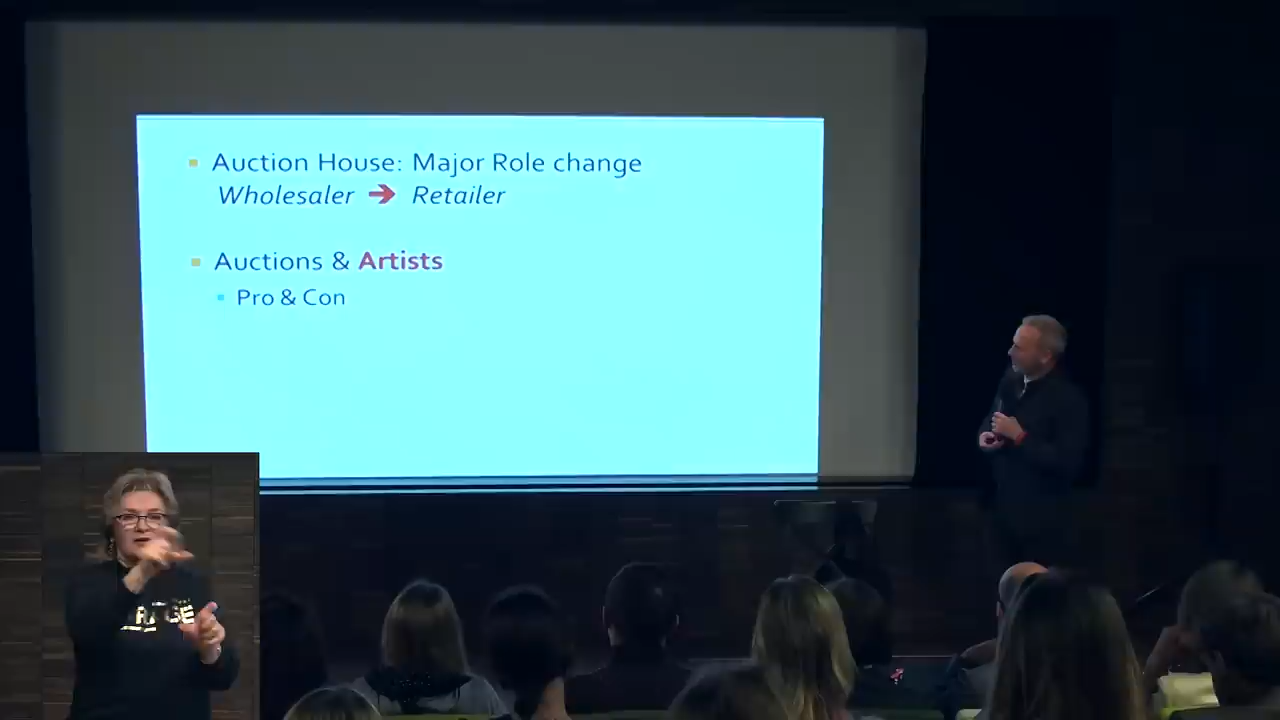 Auction House: Major Role change
Wholesaler → Retailer
Auctions & Artists
Pro & Con